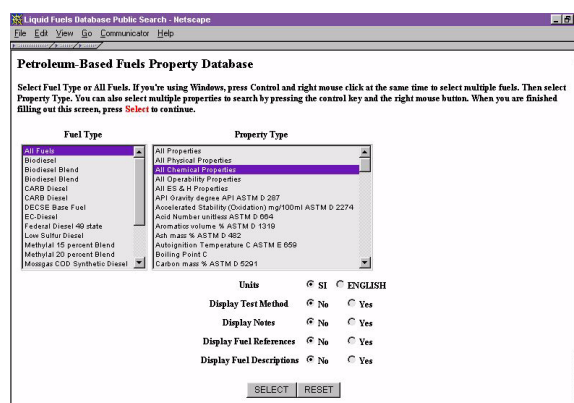 Liquid Fuels Database Public Search - Netscape
File Edit View Go Communicator Help
Petroleum-Based Fuels Property Database
Select Fuel Type or All Fuels. If you're using Windows, press Control and right mouse click at the same time to select multiple fuels. Then select
Property Type. You can also select multiple properties to search by pressing the control key and the right mouse button. When you are finished
filling out this screen, press Select to continue.
Fuel Type Property Type
All Fuels All Properties
Biodiesel All Physical Properties
Biodiesel Blend All Chemical Properties
Biodiesel Blend All Operability Properties
CARB Diesel All ES & H Properties
CARB Diesel API Gravity degree API ASTM D 287
DECSE Base Fuel Accelerated Stability (Oxidation) mg/100ml ASTM D 2274
EC-Diesel Acid Number unitless ASTM D 664
Federal Diesel 49 state Aromatics volume % ASTM D 1319
Low Sulfur Diesel Ash mass % ASTM D 482
Methylal 15 percent Blend Autoignition Temperature C ASTM E 659
Methylal 20 percent Blend Boiling Point C
Mossgas COD Synthetic Diesel Carbon mass % ASTM D 5291
Units SI ENGLISH
Display Test Method No Yes
Display Notes No Yes
Display Fuel References No Yes
Display Fuel Descriptions No Yes
SELECT RESET